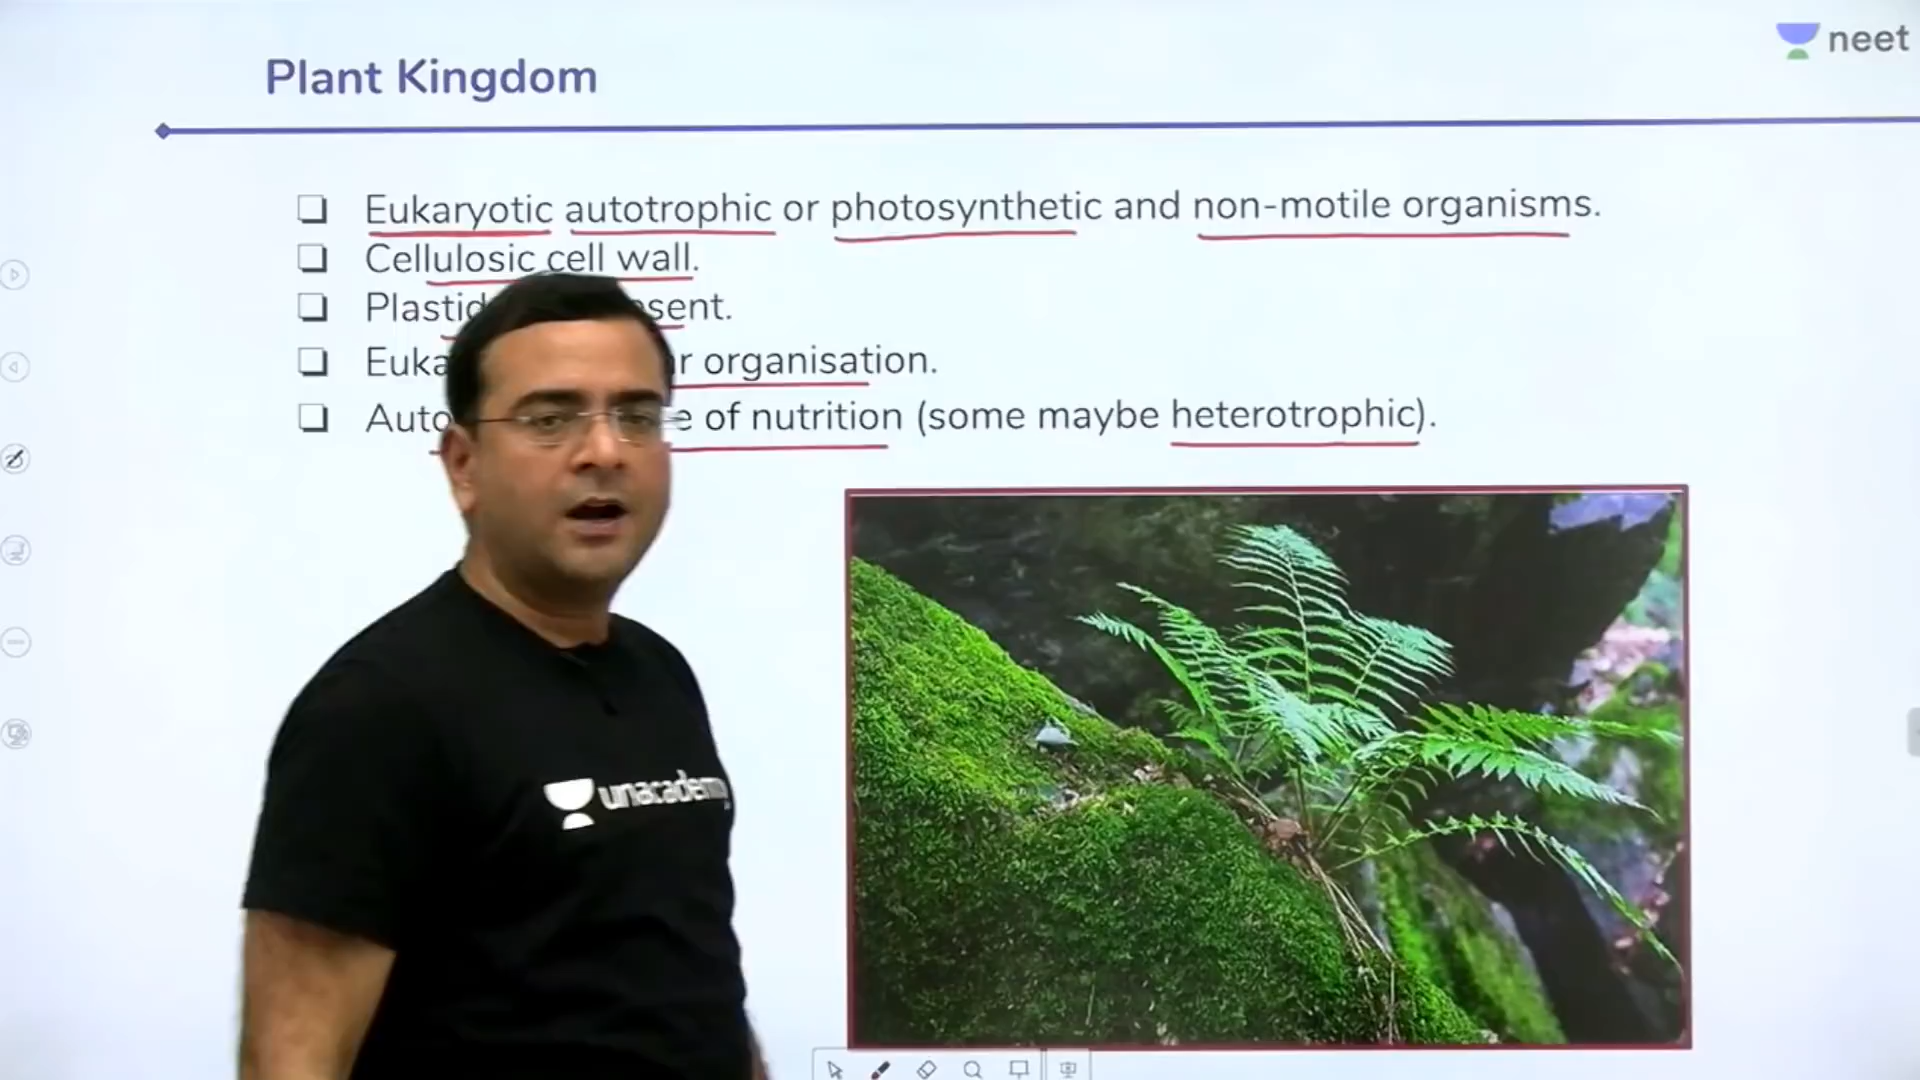 neet
Plant Kingdom
Eukaryotic autotrophic or photosynthetic and non-motile organisms.
Cellulosic cell wall.
Plastid sent.
Euka r organisation.
Auto e of nutrition (some maybe heterotrophic).
unacademy